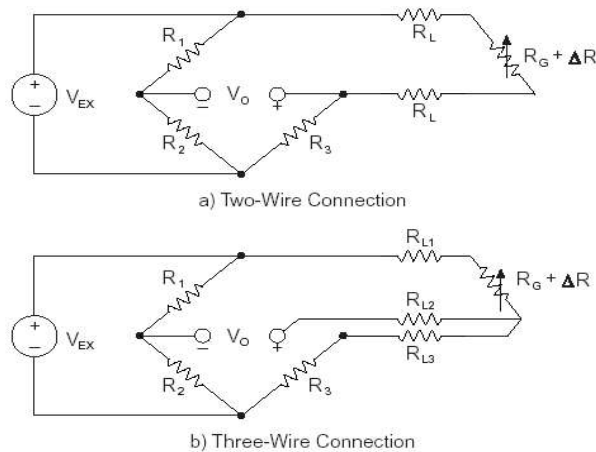 R1
RL
RG + ΔR
+
−
VEX
−
VO
+
R2
R3
RL
a) Two-Wire Connection
RL1
R1
RG + ΔR
RL2
+
−
VEX
−
VO
+
RL3
R2
R3
b) Three-Wire Connection